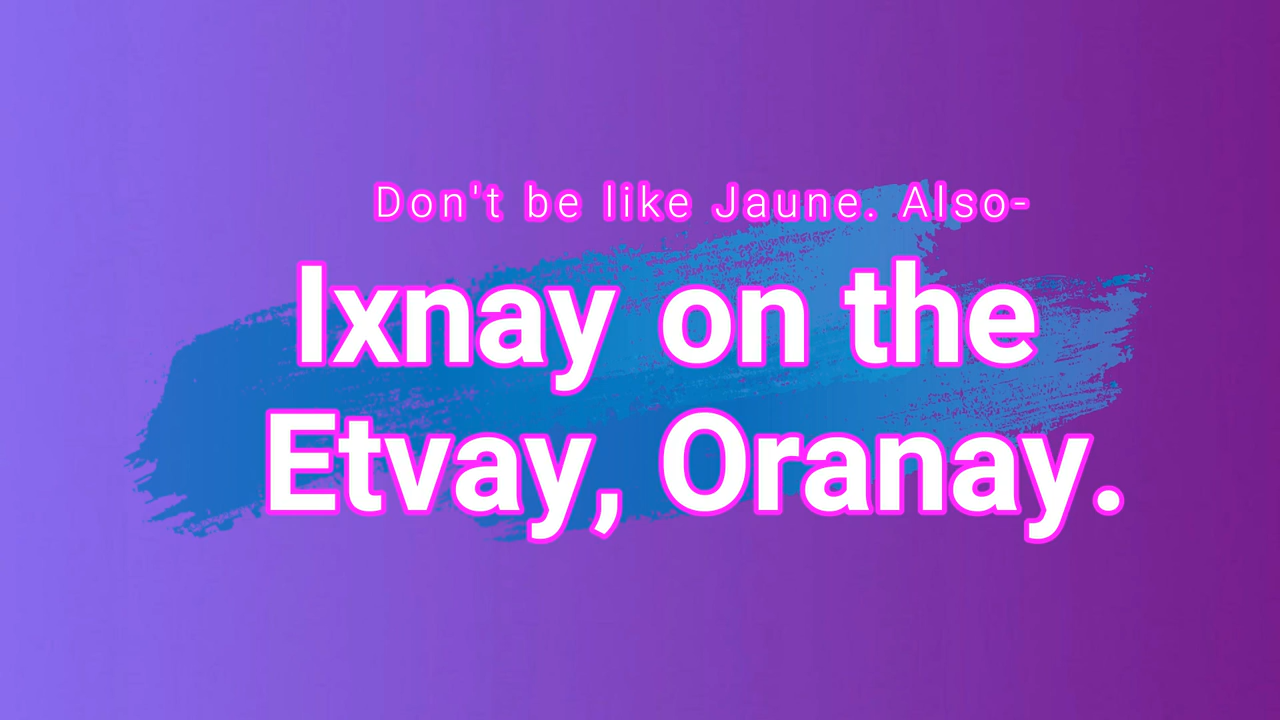 Don't be like Jaune. Also-
Ixnay on the
Etvay, Oranay.